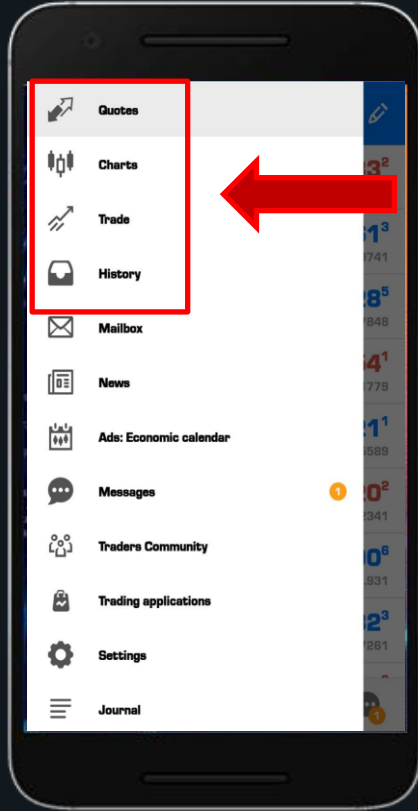 Quotes
Charts
Trade
History
Mailbox
News
Ads: Economic calendar
Messages 1
Traders Community
Trading applications
Settings
Journal